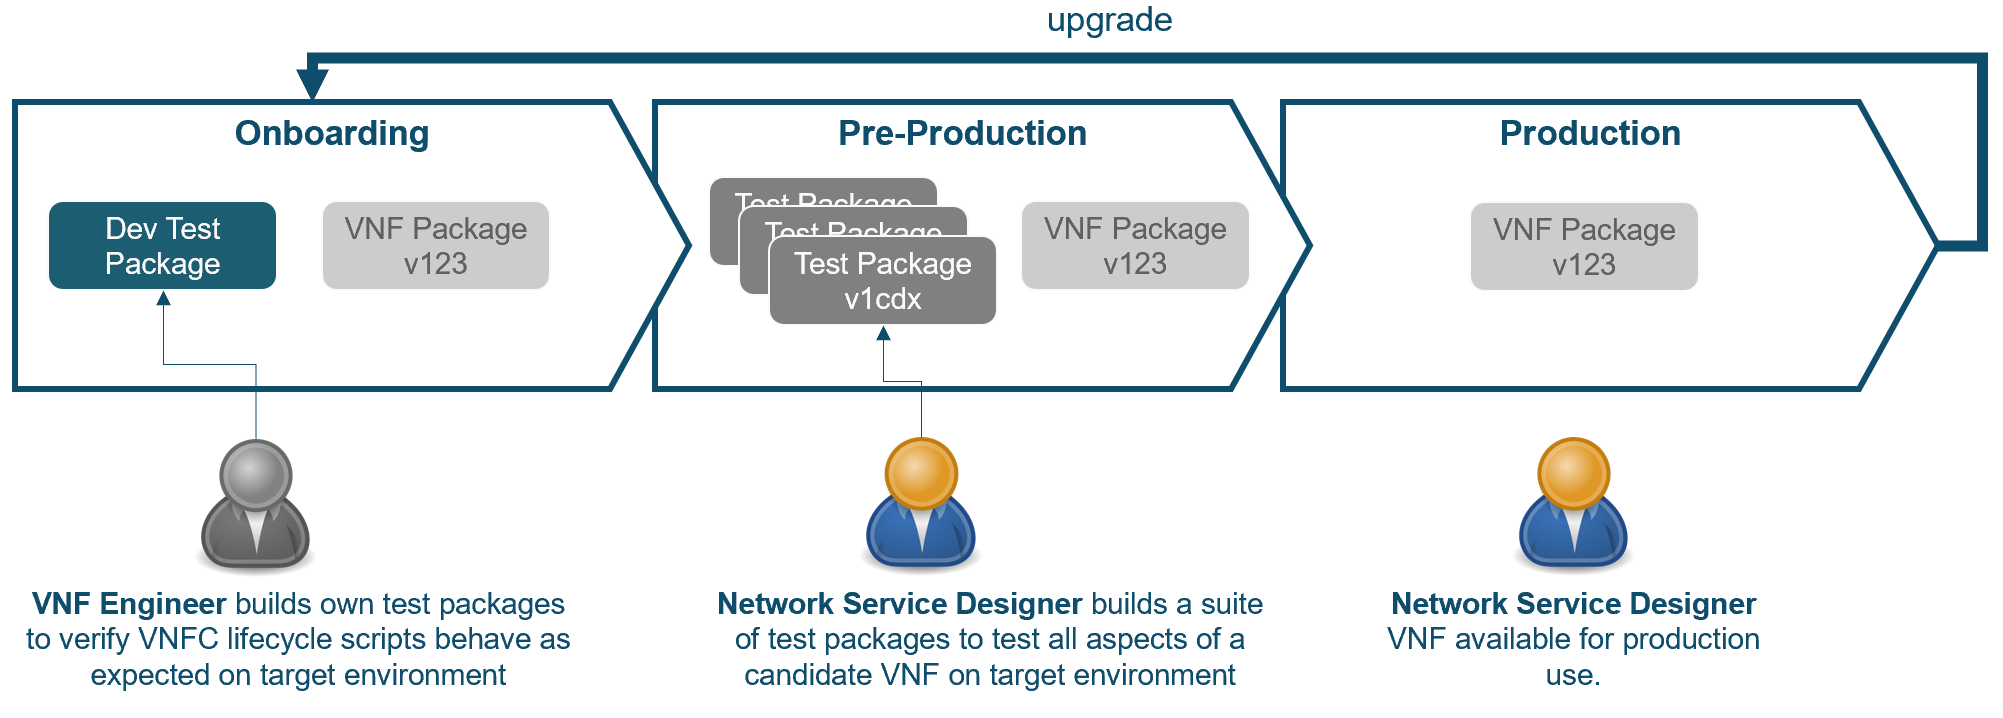 upgrade
Onboarding
Dev Test
Package
VNF Package
v123
Pre-Production
Test Package
Test Package
Test Package
v1cdx
VNF Package
v123
Production
VNF Package
v123
VNF Engineer builds own test packages
to verify VNFC lifecycle scripts behave as
expected on target environment
Network Service Designer builds a suite
of test packages to test all aspects of a
candidate VNF on target environment
Network Service Designer
VNF available for production
use.